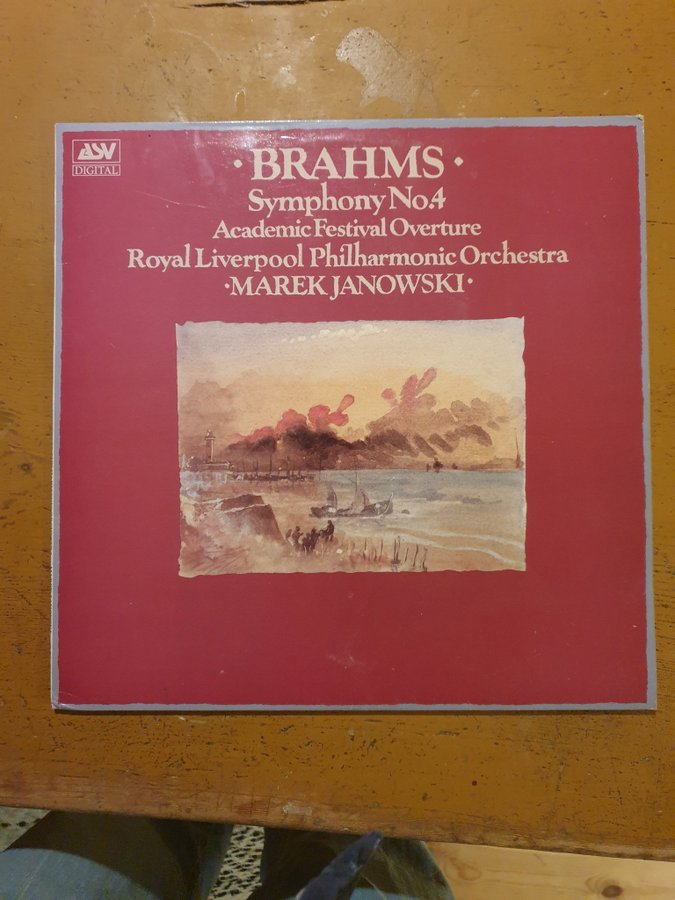 ASV
DIGITAL
· BRAHMS ·
Symphony No.4
Academic Festival Overture
Royal Liverpool Philharmonic Orchestra
·MAREK JANOWSKI·